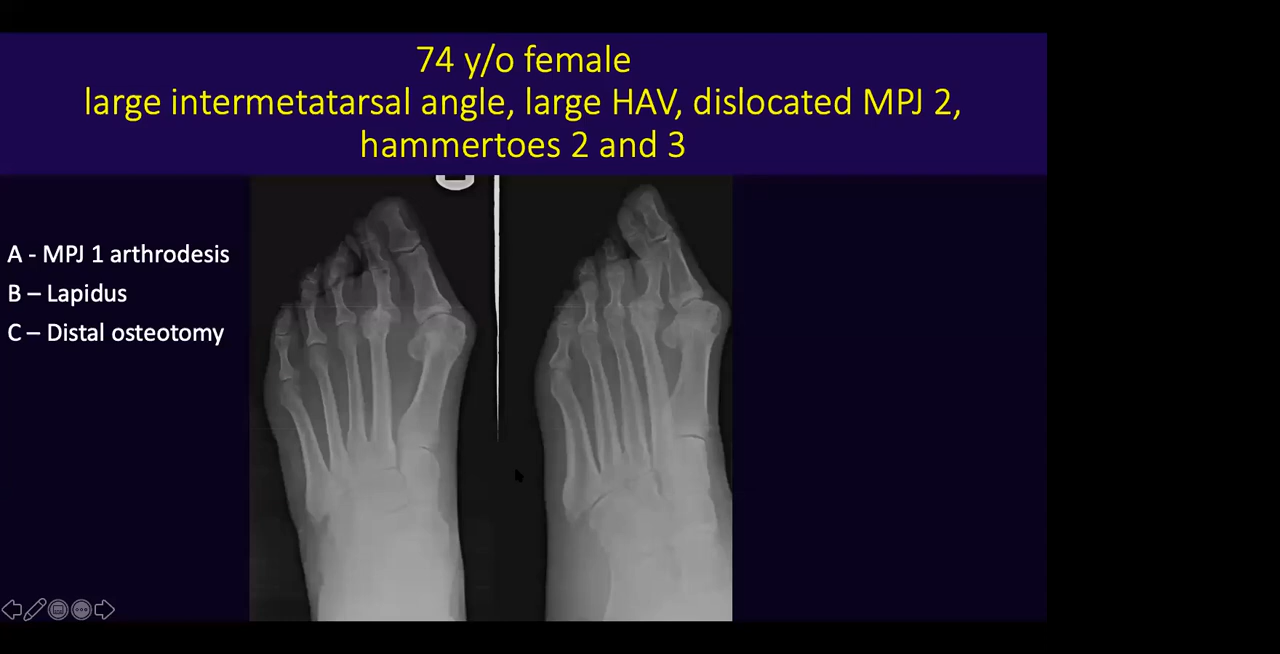 74 y/o female
large intermetatarsal angle, large HAV, dislocated MPJ 2,
hammertoes 2 and 3
A - MPJ 1 arthrodesis
B – Lapidus
C – Distal osteotomy